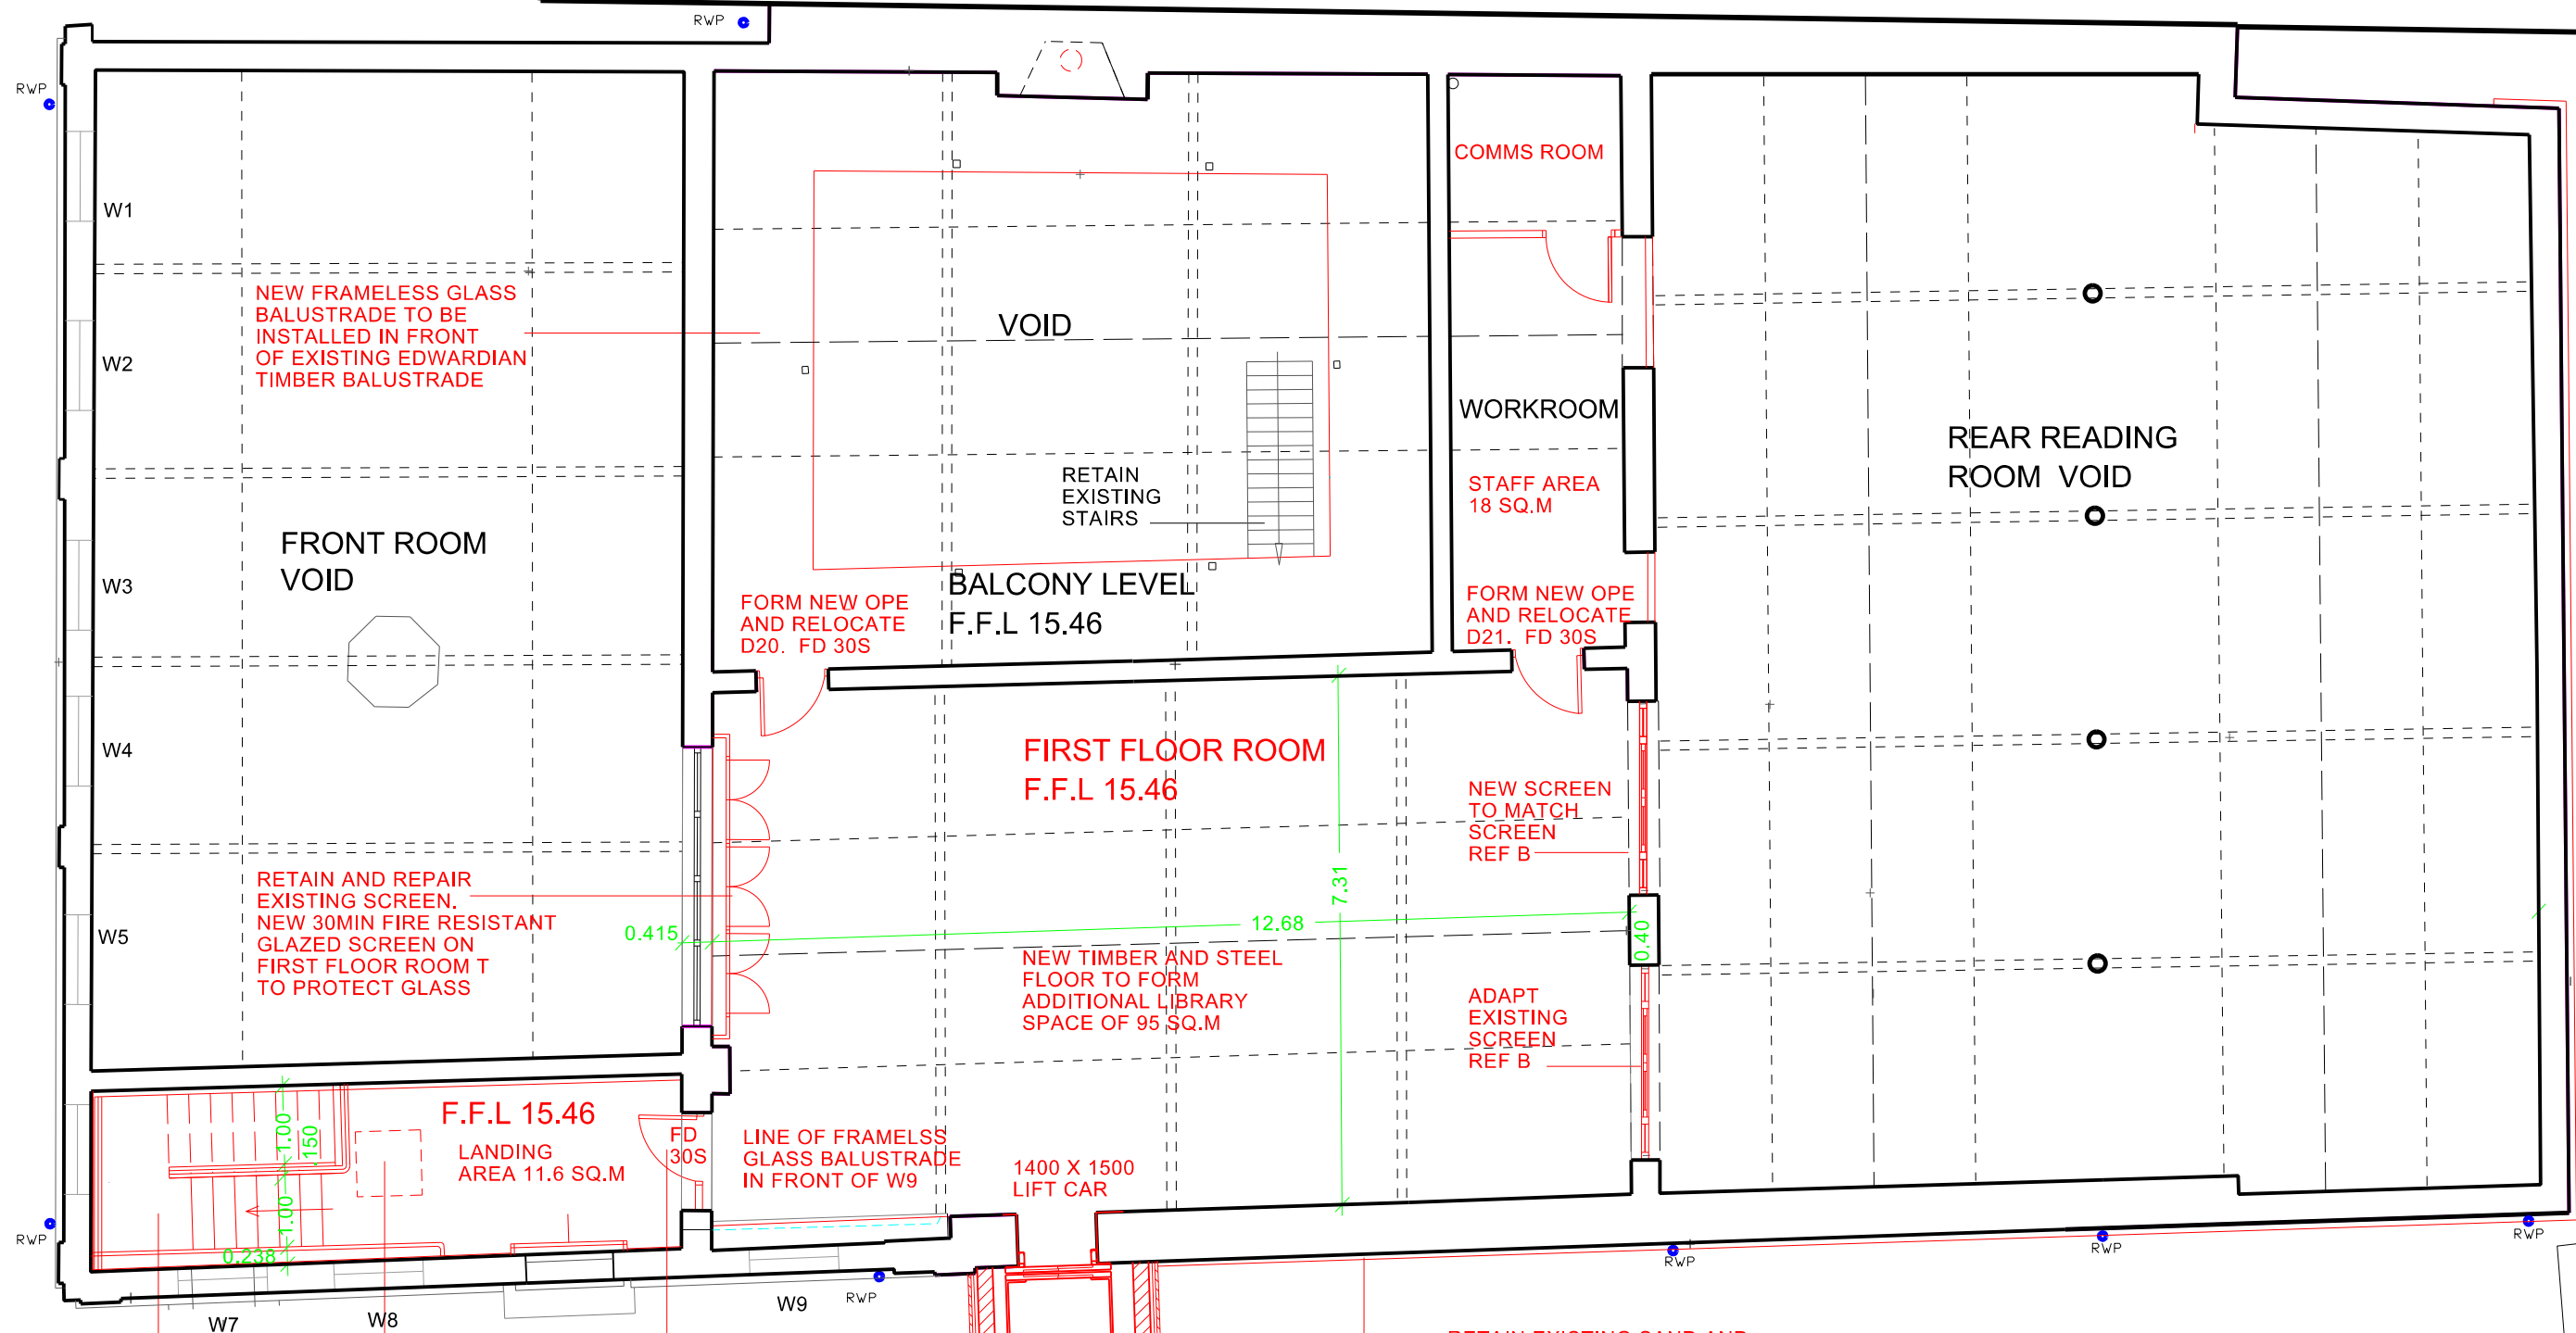 RWP
RWP
W1
W2
W3
W4
W5
NEW FRAMELESS GLASS
BALUSTRADE TO BE
INSTALLED IN FRONT
OF EXISTING EDWARDIAN
TIMBER BALUSTRADE
FRONT ROOM
VOID
RETAIN AND REPAIR
EXISTING SCREEN.
NEW 30MIN FIRE RESISTANT
GLAZED SCREEN ON
FIRST FLOOR ROOM T
TO PROTECT GLASS
VOID
RETAIN
EXISTING
STAIRS
BALCONY LEVEL
F.F.L 15.46
FORM NEW OPE
AND RELOCATE
D20. FD 30S
COMMS ROOM
WORKROOM
STAFF AREA
18 SQ.M
FORM NEW OPE
AND RELOCATE
D21. FD 30S
REAR READING
ROOM VOID
FIRST FLOOR ROOM
F.F.L 15.46
NEW SCREEN
TO MATCH
SCREEN
REF B
7.31
12.68
0.415
0.40
NEW TIMBER AND STEEL
FLOOR TO FORM
ADDITIONAL LIBRARY
SPACE OF 95 SQ.M
ADAPT
EXISTING
SCREEN
REF B
F.F.L 15.46
LANDING
AREA 11.6 SQ.M
1.00
.150
1.00
0.238
FD
30S
LINE OF FRAMELSS
GLASS BALUSTRADE
IN FRONT OF W9
1400 X 1500
LIFT CAR
RWP
W7
W8
W9
RWP
RWP
RWP
RWP
RETAIN EXISTING SAND AND